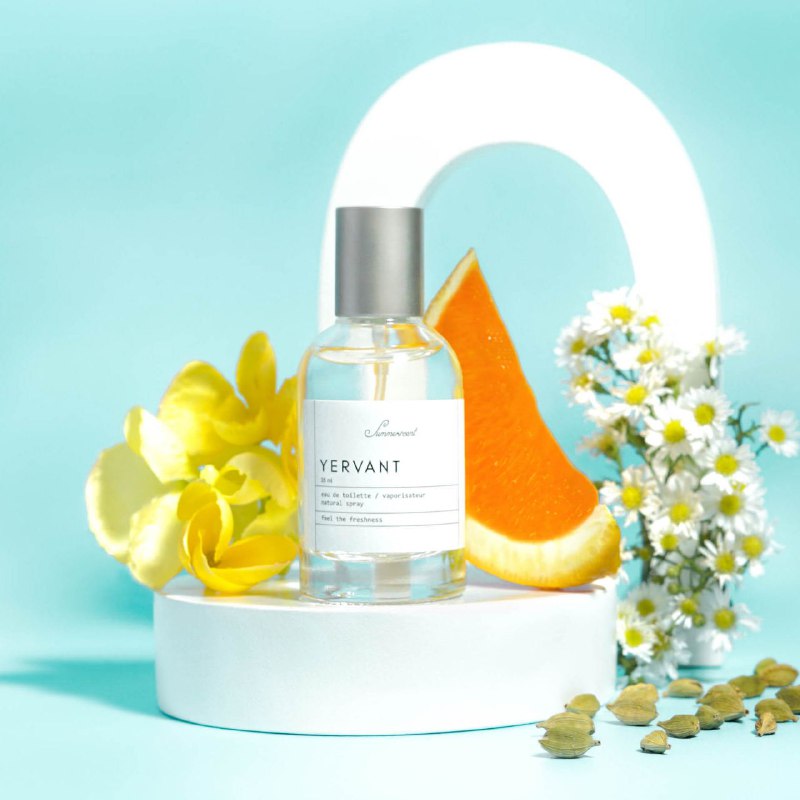 Summerscent
YERVANT
35 ml
eau de toilette / vaporisateur
natural spray
Feel the freshness